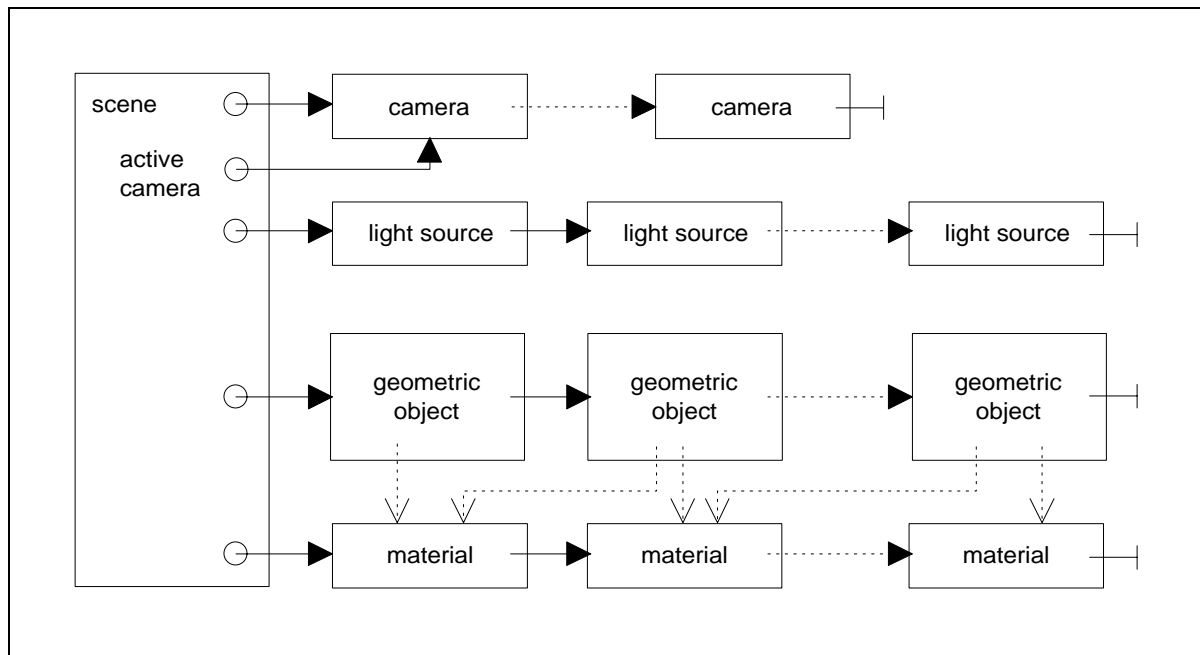 scene
camera
camera
active
camera
light source
light source
light source
geometric
object
geometric
object
geometric
object
material
material
material